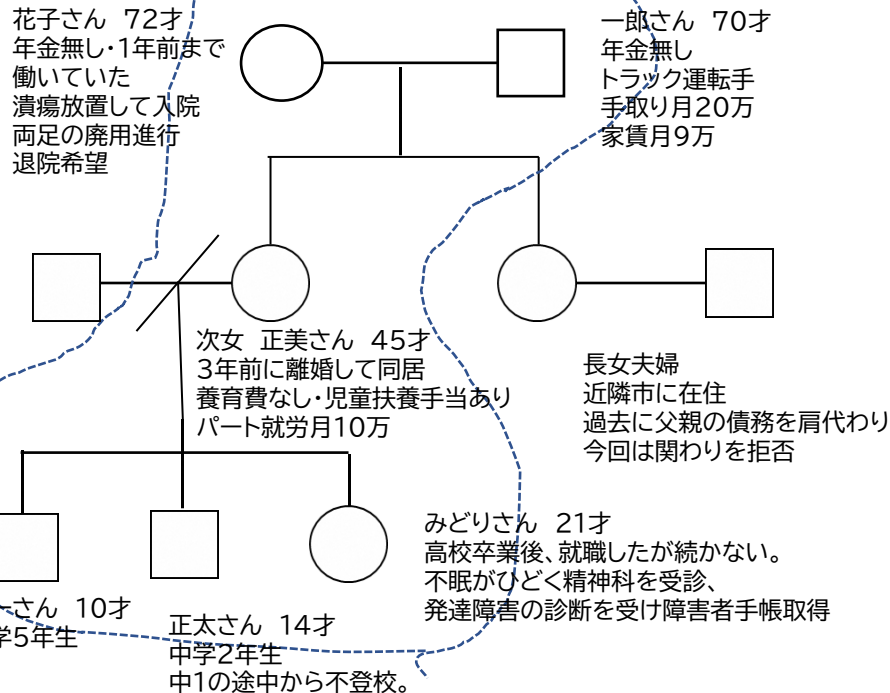 花子さん 72才
年金無し・1年前まで
働いていた
潰瘍放置して入院
両足の廃用進行
退院希望
一郎さん 70才
年金無し
トラック運転手
手取り月20万
家賃月9万
次女 正美さん 45才
3年前に離婚して同居
養育費なし・児童扶養手当あり
パート就労月10万
長女夫婦
近隣市に在住
過去に父親の債務を肩代わり
今回は関わりを拒否
みどりさん 21才
高校卒業後、就職したが続かない。
不眠がひどく精神科を受診、
発達障害の診断を受け障害者手帳取得
さん 10才
学5年生
正太さん 14才
中学2年生
中1の途中から不登校。